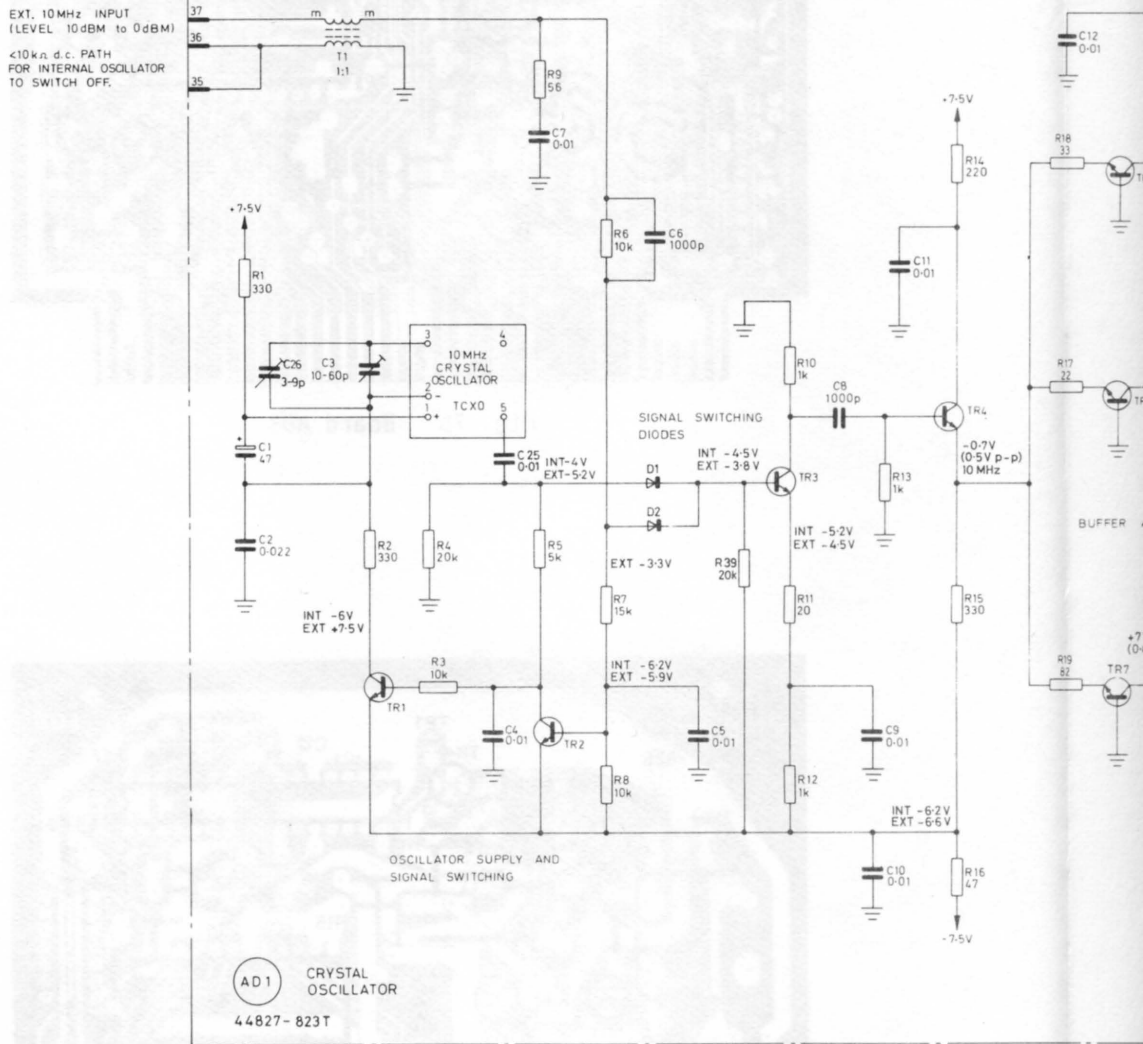 EXT. 10MHz INPUT
(LEVEL 10dBM to 0dBM)
<10kΩ d.c. PATH
FOR INTERNAL OSCILLATOR
TO SWITCH OFF.
37
36
35
m m
T1
1:1
R9
56
C7
0·01
C12
0·01
+7·5V
R14
220
R18
33
+7·5V
R1
330
R6
10k
C6
1000p
C11
0·01
C26
3-9p
C3
10-60p
3
4
10MHz
CRYSTAL
OSCILLATOR
TCXO
2 -
1 +
5
R10
1k
C8
1000p
R17
22
TR4
SIGNAL SWITCHING
DIODES
C1
+
47
C25
0·01
INT-4V
EXT-5·2V
D1
D2
INT -4·5V
EXT -3·8V
TR3
R13
1k
-0·7V
(0·5V p-p)
10MHz
BUFFER
C2
0·022
R2
330
R4
20k
R5
5k
EXT -3·3V
R7
15k
R39
20k
INT -5·2V
EXT -4·5V
R11
20
R15
330
INT -6V
EXT +7·5V
R3
10k
TR1
INT -6·2V
EXT -5·9V
C4
0·01
TR2
C5
0·01
C9
0·01
R19
82
TR7
R8
10k
R12
1k
INT -6·2V
EXT -6·6V
OSCILLATOR SUPPLY AND
SIGNAL SWITCHING
C10
0·01
R16
47
-7·5V
AD1
CRYSTAL
OSCILLATOR
44827-823T